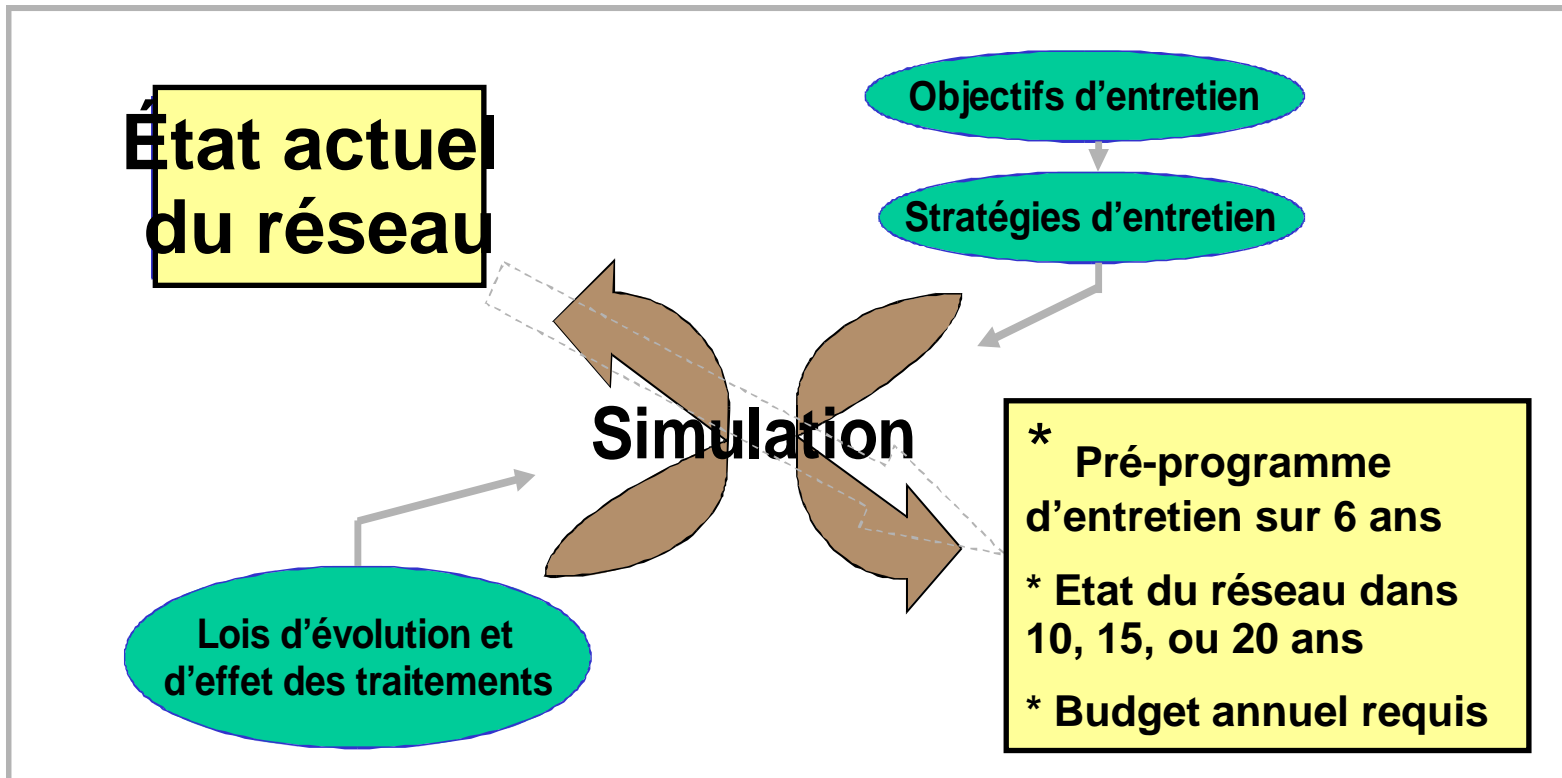 État actuel
du réseau
Objectifs d’entretien
Stratégies d’entretien
Simulation
Lois d’évolution et
d’effet des traitements
* Pré-programme
d’entretien sur 6 ans
* Etat du réseau dans
10, 15, ou 20 ans
* Budget annuel requis